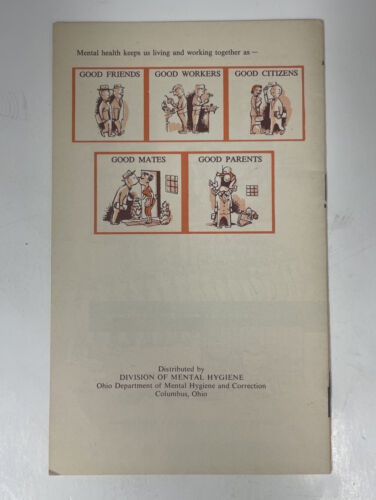 Mental health keeps us living and working together as —
GOOD FRIENDS GOOD WORKERS GOOD CITIZENS
GOOD MATES GOOD PARENTS
Distributed by
DIVISION OF MENTAL HYGIENE
Ohio Department of Mental Hygiene and Correction
Columbus, Ohio